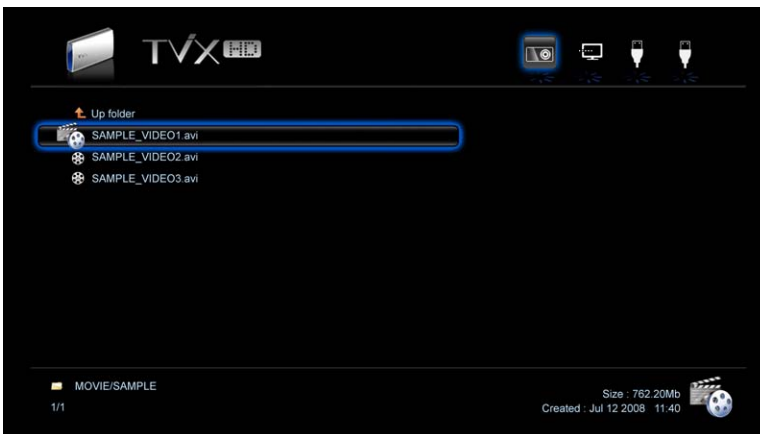 TViX HD
Up folder
SAMPLE_VIDEO1.avi
SAMPLE_VIDEO2.avi
SAMPLE_VIDEO3.avi
MOVIE/SAMPLE
1/1
Size : 762.20Mb
Created : Jul 12 2008 11:40